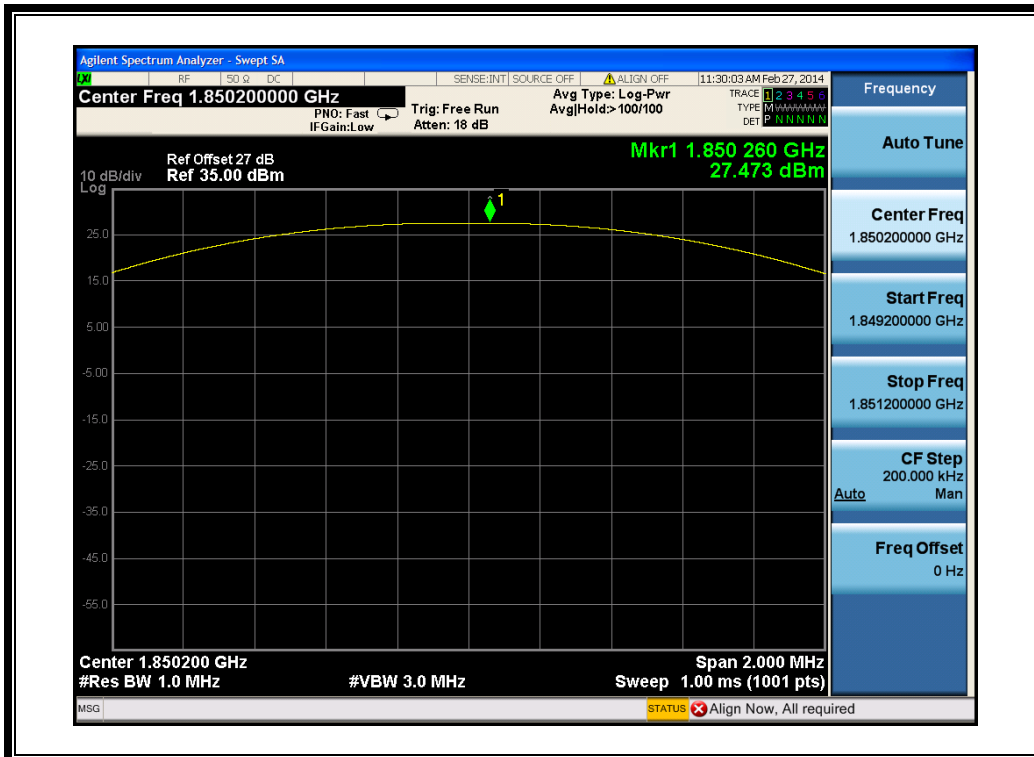 Agilent Spectrum Analyzer - Swept SA
LXI RF 50 Ω DC SENSE:INT SOURCE OFF ALIGN OFF 11:30:03 AM Feb 27, 2014
Center Freq 1.850200000 GHz
PNO: Fast
IFGain:Low
Trig: Free Run
Atten: 18 dB
Avg Type: Log-Pwr
Avg|Hold:>100/100
TRACE 1 2 3 4 5 6
TYPE M
DET P N N N N N
Mkr1 1.850 260 GHz
27.473 dBm
Ref Offset 27 dB
10 dB/div Ref 35.00 dBm
Log
1
25.0
15.0
5.00
-5.00
-15.0
-25.0
-35.0
-45.0
-55.0
Center 1.850200 GHz
Span 2.000 MHz
#Res BW 1.0 MHz
#VBW 3.0 MHz
Sweep 1.00 ms (1001 pts)
MSG
STATUS Align Now, All required
Frequency
Auto Tune
Center Freq
1.850200000 GHz
Start Freq
1.849200000 GHz
Stop Freq
1.851200000 GHz
CF Step
200.000 kHz
Auto Man
Freq Offset
0 Hz